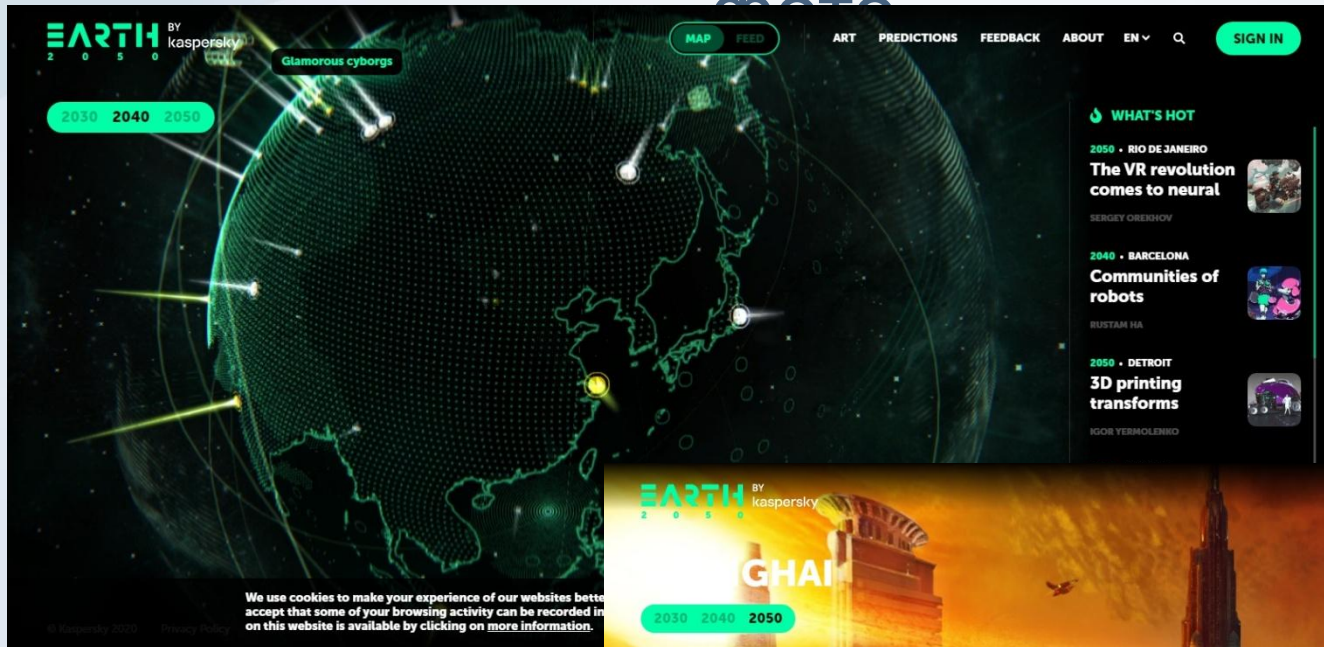 EARTH BY kaspersky
2 0 5 0
Glamorous cyborgs
2030 2040 2050
MAP FEED
ART PREDICTIONS FEEDBACK ABOUT EN SIGN IN
WHAT'S HOT
2050 • RIO DE JANEIRO
The VR revolution
comes to neural
SERGEY OREKHOV
2040 • BARCELONA
Communities of
robots
RUSTAM HA
2050 • DETROIT
3D printing
transforms
IGOR YERMOLENKO
We use cookies to make your experience of our websites bette
accept that some of your browsing activity can be recorded in
on this website is available by clicking on more information.
© Kaspersky 2020 Privacy Policy
EARTH BY kaspersky
2 0 5 0
GHAI
2030 2040 2050